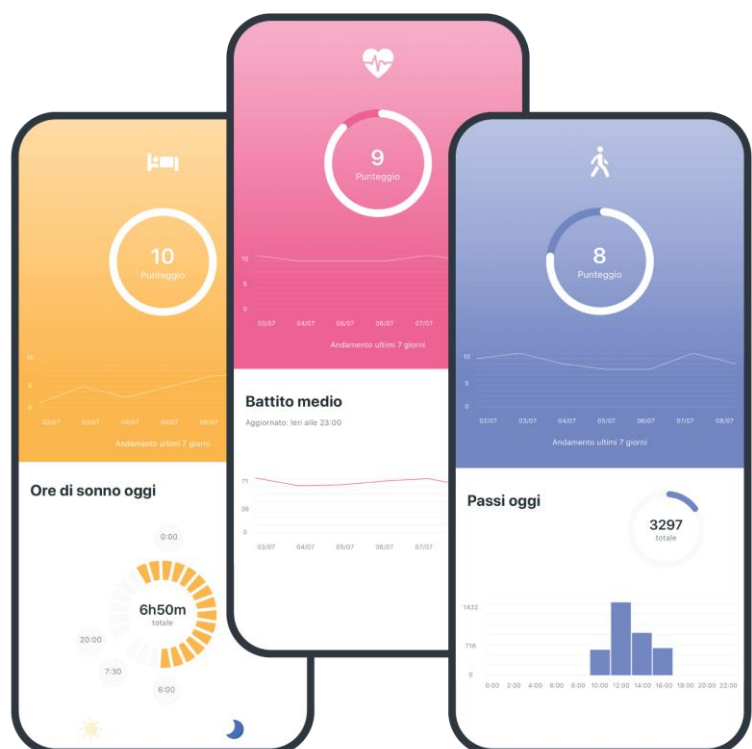 10
Punteggio
10
5
0
02/07 03/07 04/07 05/07 06/07
Andamento ultimi 7 giorni
Ore di sonno oggi
0:00
6h50m
totale
20:00
7:30
6:00
9
Punteggio
10
5
0
03/07 04/07 05/07 06/07 07/07
Andamento ultimi 7 giorni
Battito medio
Aggiornato: Ieri alle 23:00
71
36
0
03/07 04/07 05/07 06/07 07/07
8
Punteggio
10
5
0
02/07 03/07 04/07 05/07 06/07 07/07 08/07
Andamento ultimi 7 giorni
Passi oggi
3297
totale
1433
716
0
0:00 2:00 4:00 6:00 8:00 10:00 12:00 14:00 16:00 18:00 20:00 22:00